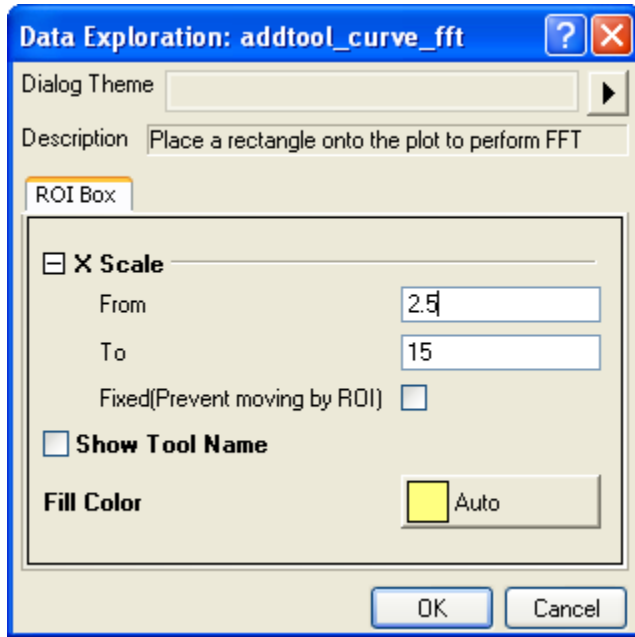 Data Exploration: addtool_curve_fft
Dialog Theme
Description Place a rectangle onto the plot to perform FFT
ROI Box
X Scale
From 2.5
To 15
Fixed(Prevent moving by ROI)
Show Tool Name
Fill Color Auto
OK Cancel